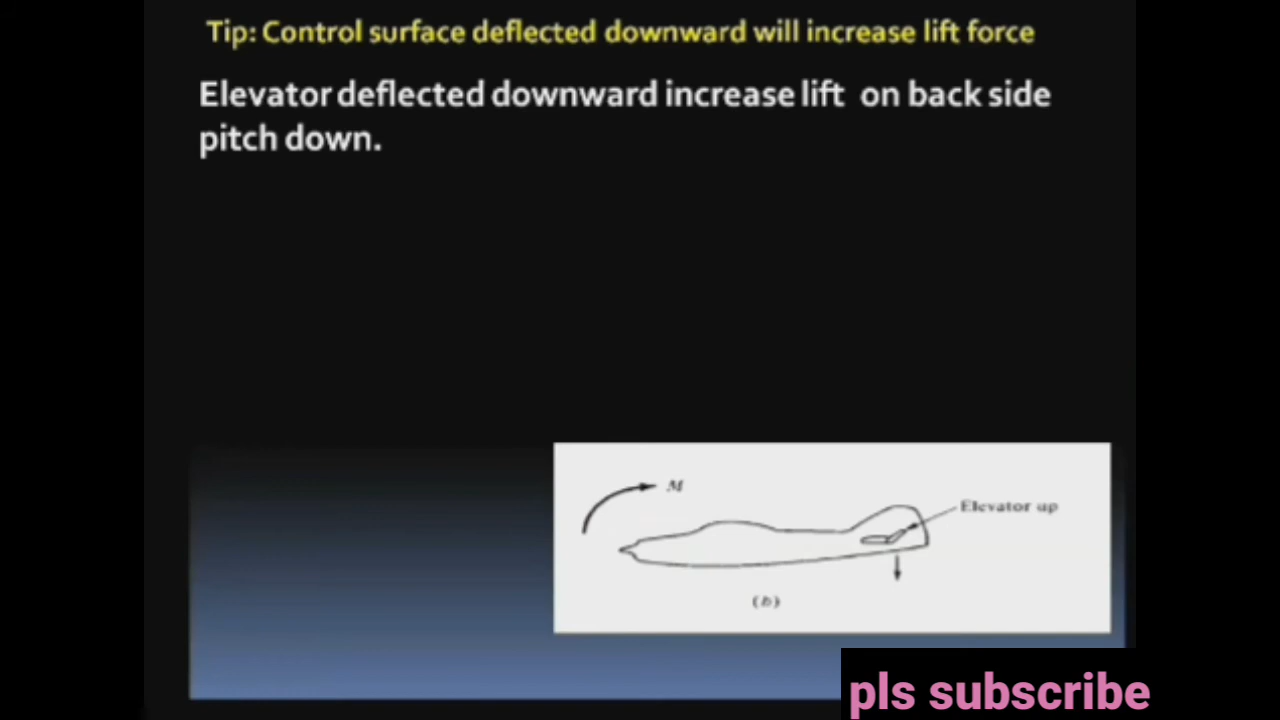 Tip: Control surface deflected downward will increase lift force
Elevator deflected downward increase lift on back side
pitch down.
M
Elevator up
(b)
pls subscribe